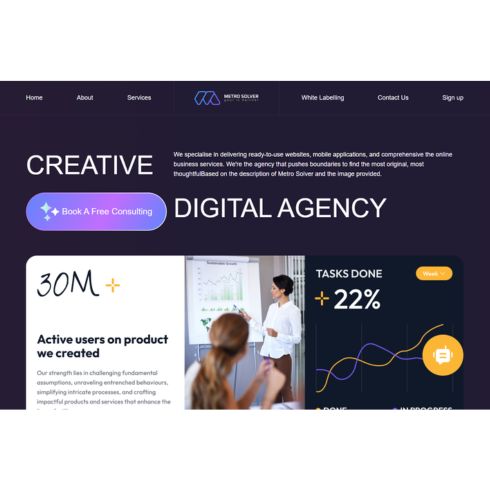 Home
About
Services
METRO SOLVER
White Labelling
Contact Us
Sign up
CREATIVE
We specialise in delivering ready-to-use websites, mobile applications, and comprehensive the online
business services. We're the agency that pushes boundaries to find the most original, most
thoughtfulBased on the description of Metro Solver and the image provided.
Book A Free Consulting
DIGITAL AGENCY
30M
Active users on product
we created
Our strength lies in challenging fundamental
assumptions, unraveling entrenched behaviours,
simplifying intricate processes, and crafting
impactful products and services that enhance the
TASKS DONE
Week
22%
DONE
IN PROGRESS